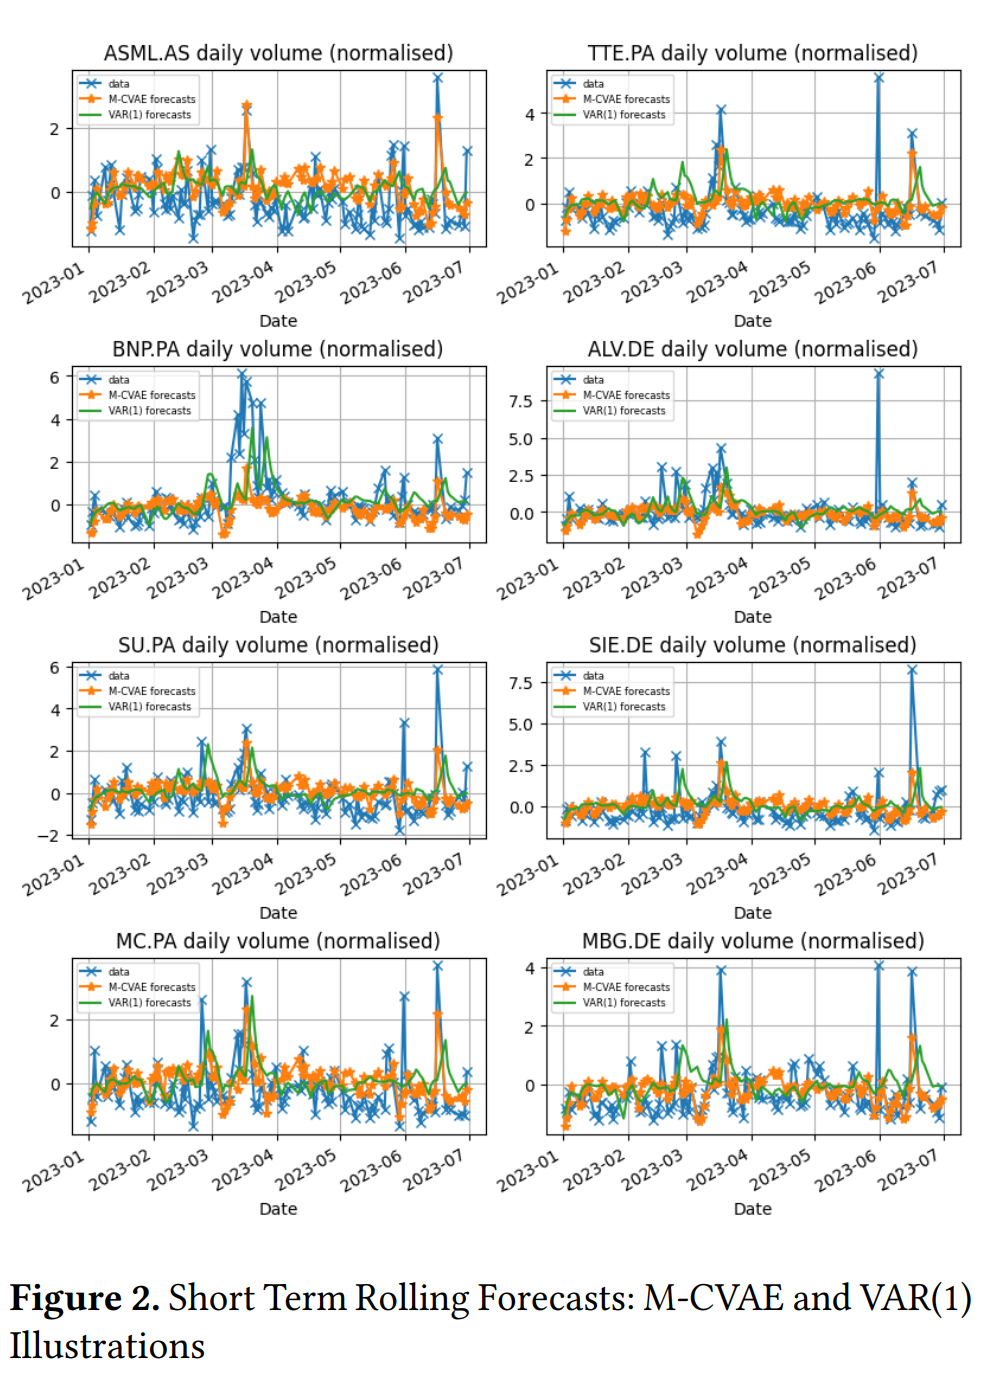 ASML.AS daily volume (normalised)
data
M-CVAE forecasts
VAR(1) forecasts
2
0
2023-01
2023-02
2023-03
2023-04
2023-05
2023-06
2023-07
Date
TTE.PA daily volume (normalised)
data
M-CVAE forecasts
VAR(1) forecasts
4
2
0
2023-01
2023-02
2023-03
2023-04
2023-05
2023-06
2023-07
Date
BNP.PA daily volume (normalised)
data
M-CVAE forecasts
VAR(1) forecasts
6
4
2
0
2023-01
2023-02
2023-03
2023-04
2023-05
2023-06
2023-07
Date
ALV.DE daily volume (normalised)
data
M-CVAE forecasts
VAR(1) forecasts
7.5
5.0
2.5
0.0
2023-01
2023-02
2023-03
2023-04
2023-05
2023-06
2023-07
Date
SU.PA daily volume (normalised)
data
M-CVAE forecasts
VAR(1) forecasts
6
4
2
0
−2
2023-01
2023-02
2023-03
2023-04
2023-05
2023-06
2023-07
Date
SIE.DE daily volume (normalised)
data
M-CVAE forecasts
VAR(1) forecasts
7.5
5.0
2.5
0.0
2023-01
2023-02
2023-03
2023-04
2023-05
2023-06
2023-07
Date
MC.PA daily volume (normalised)
data
M-CVAE forecasts
VAR(1) forecasts
2
0
2023-01
2023-02
2023-03
2023-04
2023-05
2023-06
2023-07
Date
MBG.DE daily volume (normalised)
data
M-CVAE forecasts
VAR(1) forecasts
4
2
0
2023-01
2023-02
2023-03
2023-04
2023-05
2023-06
2023-07
Date
Figure 2. Short Term Rolling Forecasts: M-CVAE and VAR(1)
Illustrations